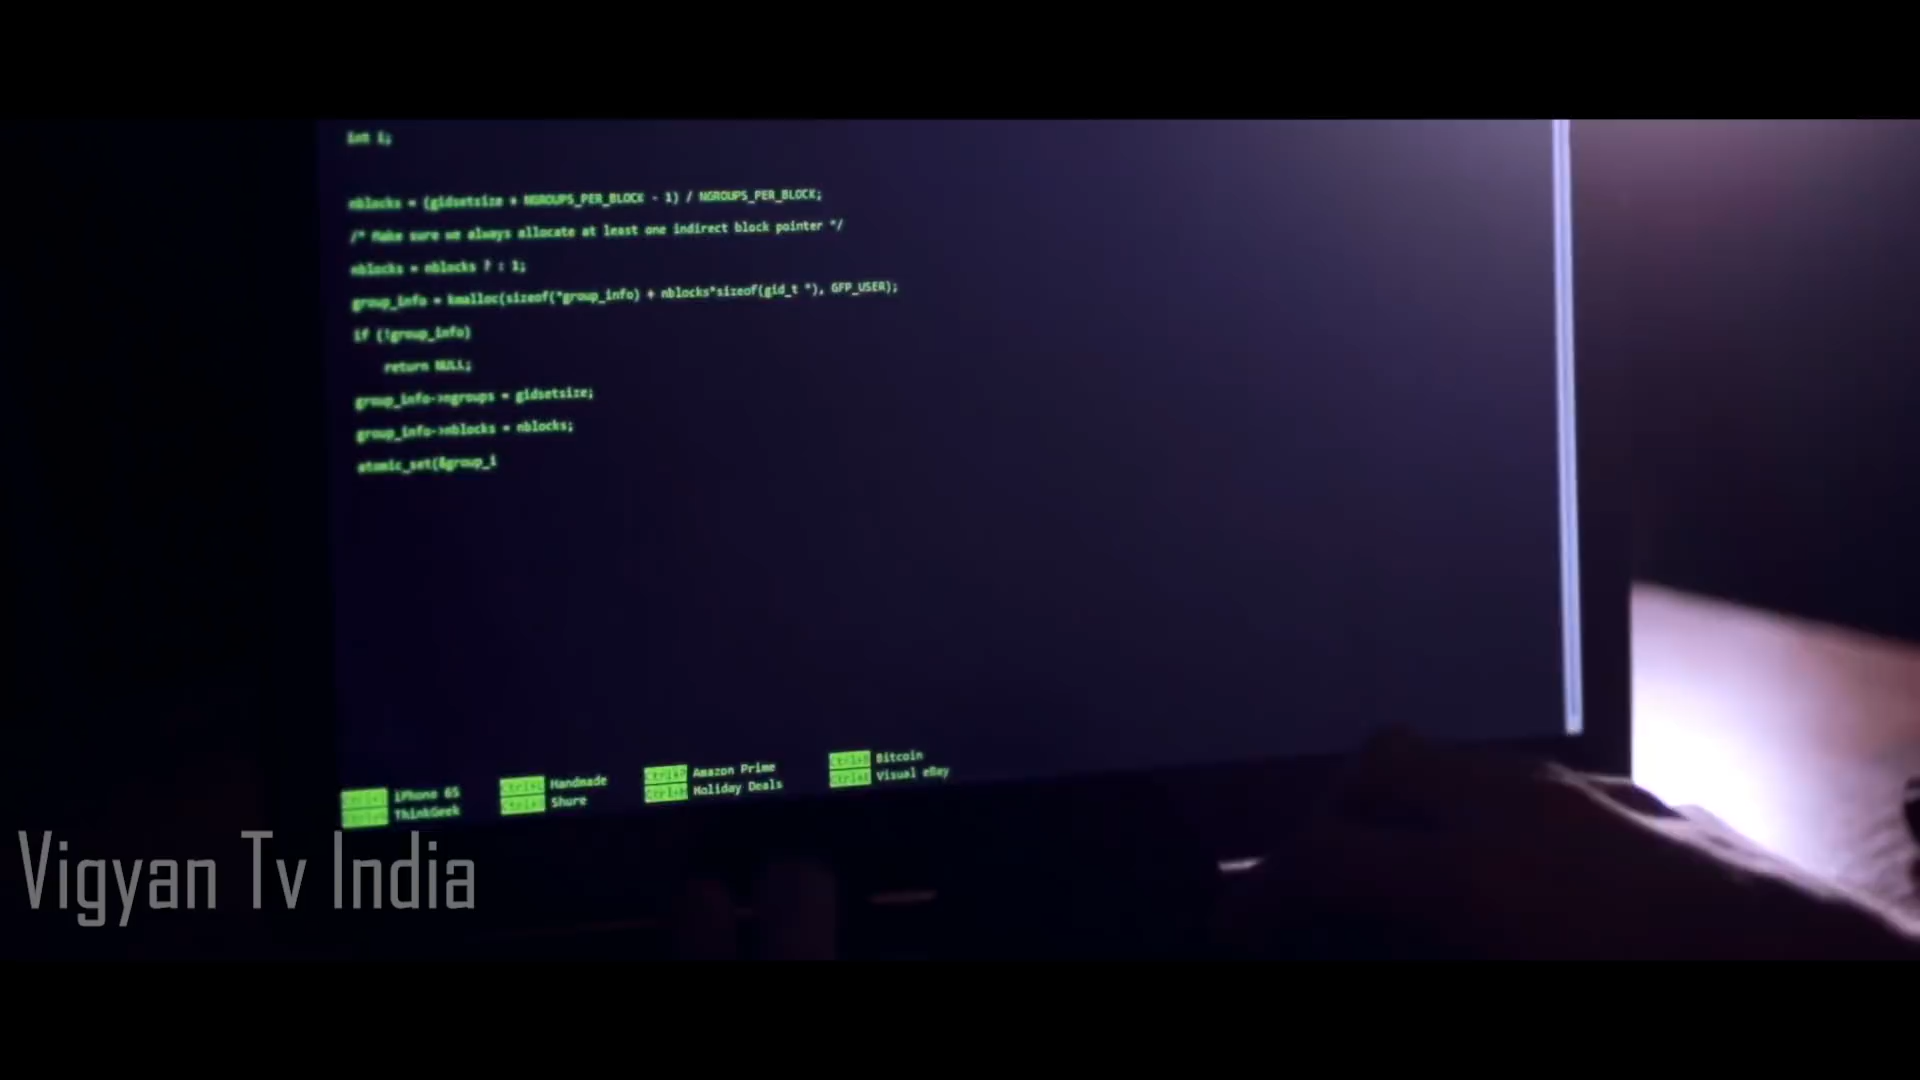 int i;
nblocks = (gidsetsize + NGROUPS_PER_BLOCK - 1) / NGROUPS_PER_BLOCK;
/* Make sure we always allocate at least one indirect block pointer */
nblocks = nblocks ? : 1;
group_info = kmalloc(sizeof(*group_info) + nblocks*sizeof(gid_t *), GFP_USER);
if (!group_info)
return NULL;
group_info->ngroups = gidsetsize;
group_info->nblocks = nblocks;
atomic_set(&group_i
iPhone 6S Handmade Amazon Prime Bitcoin
ThinkGeek Shure Holiday Deals Visual eBay
Vigyan Tv India